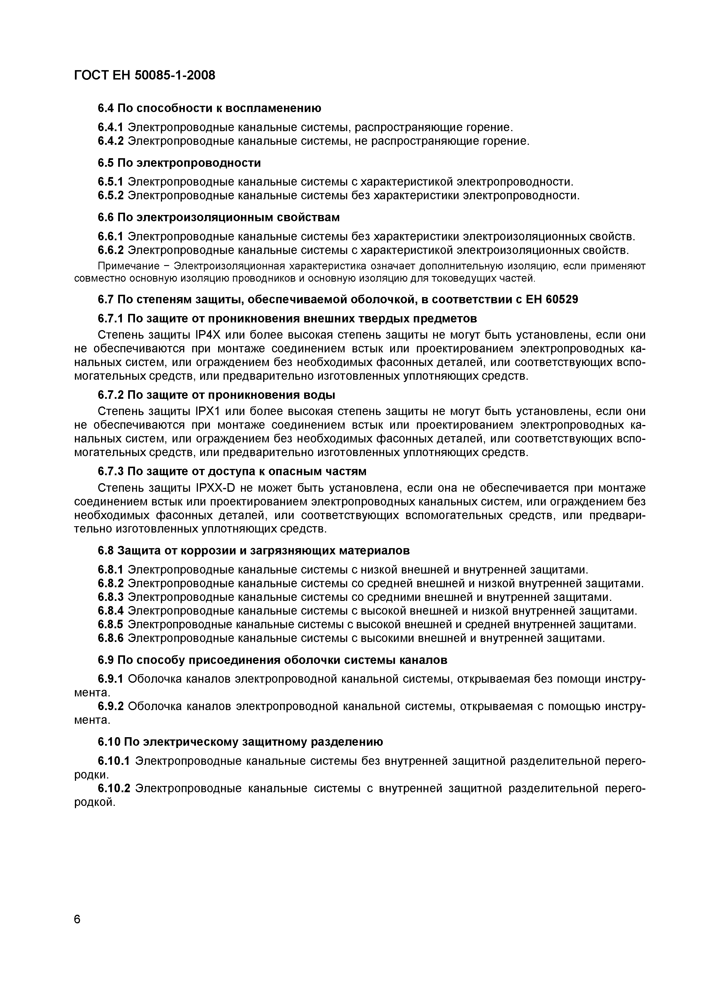 ГОСТ ЕН 50085-1-2008
6.4 По способности к воспламенению
6.4.1 Электропроводные канальные системы, распространяющие горение.
6.4.2 Электропроводные канальные системы, не распространяющие горение.
6.5 По электропроводности
6.5.1 Электропроводные канальные системы с характеристикой электропроводности.
6.5.2 Электропроводные канальные системы без характеристики электропроводности.
6.6 По электроизоляционным свойствам
6.6.1 Электропроводные канальные системы без характеристики электроизоляционных свойств.
6.6.2 Электропроводные канальные системы с характеристикой электроизоляционных свойств.
Примечание – Электроизоляционная характеристика означает дополнительную изоляцию, если применяют
совместно основную изоляцию проводников и основную изоляцию для токоведущих частей.
6.7 По степеням защиты, обеспечиваемой оболочкой, в соответствии с ЕН 60529
6.7.1 По защите от проникновения внешних твердых предметов
Степень защиты IP4X или более высокая степень защиты не могут быть установлены, если они
не обеспечиваются при монтаже соединением встык или проектированием электропроводных ка-
нальных систем, или ограждением без необходимых фасонных деталей, или соответствующих вспо-
могательных средств, или предварительно изготовленных уплотняющих средств.
6.7.2 По защите от проникновения воды
Степень защиты IPX1 или более высокая степень защиты не могут быть установлены, если они
не обеспечиваются при монтаже соединением встык или проектированием электропроводных ка-
нальных систем, или ограждением без необходимых фасонных деталей, или соответствующих вспо-
могательных средств, или предварительно изготовленных уплотняющих средств.
6.7.3 По защите от доступа к опасным частям
Степень защиты IPXX-D не может быть установлена, если она не обеспечивается при монтаже
соединением встык или проектированием электропроводных канальных систем, или ограждением без
необходимых фасонных деталей, или соответствующих вспомогательных средств, или предвари-
тельно изготовленных уплотняющих средств.
6.8 Защита от коррозии и загрязняющих материалов
6.8.1 Электропроводные канальные системы с низкой внешней и внутренней защитами.
6.8.2 Электропроводные канальные системы со средней внешней и низкой внутренней защитами.
6.8.3 Электропроводные канальные системы со средними внешней и внутренней защитами.
6.8.4 Электропроводные канальные системы с высокой внешней и низкой внутренней защитами.
6.8.5 Электропроводные канальные системы с высокой внешней и средней внутренней защитами.
6.8.6 Электропроводные канальные системы с высокими внешней и внутренней защитами.
6.9 По способу присоединения оболочки системы каналов
6.9.1 Оболочка каналов электропроводной канальной системы, открываемая без помощи инстру-
мента.
6.9.2 Оболочка каналов электропроводной канальной системы, открываемая с помощью инстру-
мента.
6.10 По электрическому защитному разделению
6.10.1 Электропроводные канальные системы без внутренней защитной разделительной перего-
родки.
6.10.2 Электропроводные канальные системы с внутренней защитной разделительной перего-
родкой.
6